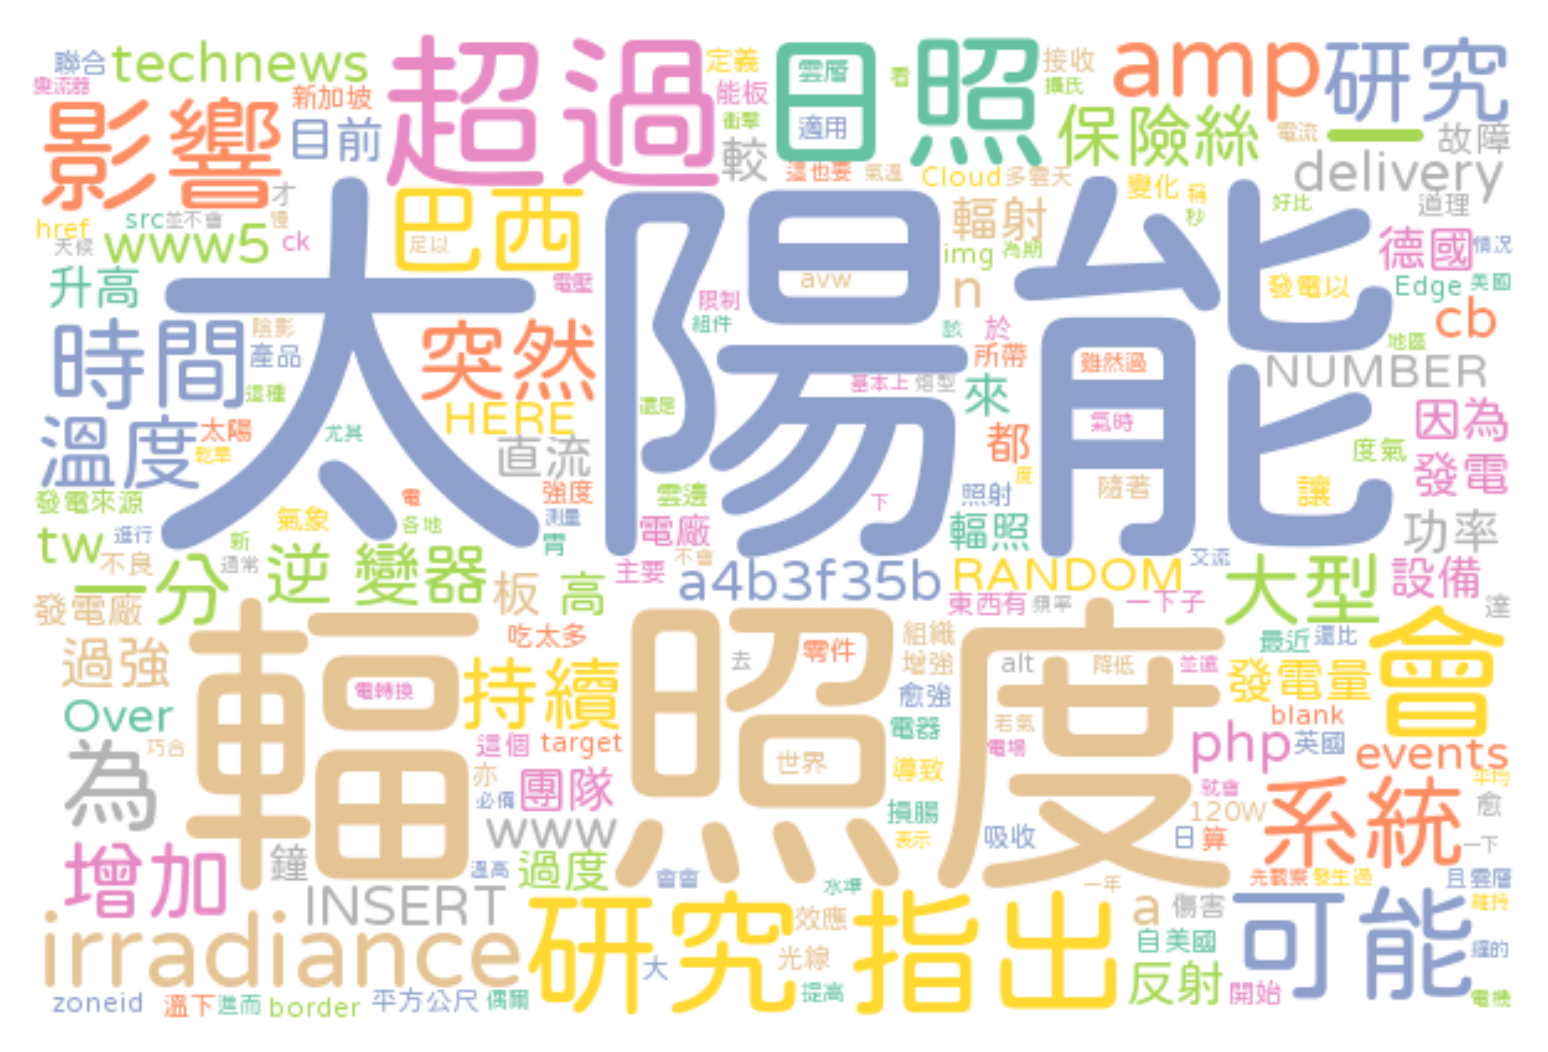 聯合 technews 超過 定義 日照 雲層 看 接收 amp 研究
變流器 新加坡 能板 攝氏
影響 目前 衝擊 適用 保險絲 電流 一 故障
較 這也要 氣溫 Cloud 多雲天 變化 稱 delivery
才 巴西 輻射 秒 好比 道理
href src 並不會 慢 足以
天候 www5 ck img 為期 德國 情況
升高 電壓 太陽能 avw n 發電以 Edge 美國
限制 組件 該 於 cb
時間 陰影 產品 突然 所帶 雖然過 地區
這種 基本上 熔型 來 NUMBER
HERE 還是 氣時 因為
溫度 太陽 尤其 直流 都 度氣
乾旱 強度 雲邊 照射 度 隨著 讓 發電
發電來源 電 測量 下
氣象 各地 電廠 輻照 功率
tw 進行 新 胃 不會 交流
不良 一分 通常 逆變器 板 高 主要 a4b3f35b RANDOM 大型 設備
發電廠 東西有 頻率 一下子 達
吃太多 組織 最近 還比
過強 輻照度 持續 去 零件 增強 alt 降低 並還 發電量 會
電轉換 愈強
Over 若氣 blank
巧合 這個 target 電器 電場 php 英國 events
為 亦 團隊 世界 導致 就會 平均
必備 損腸 120W 系統 愈
www 表示 吸收 日 算 一下
增加 鐘 溫高 過度 會會 水準 一年 先觀察 發生過 且雲層
INSERT 效應 a 傷害 維持
irradiance 研究指出 自美國 可能
大 光線 反射 鐘的
zoneid 溫下 進而 border 平方公尺 偶爾 提高 開始 電機